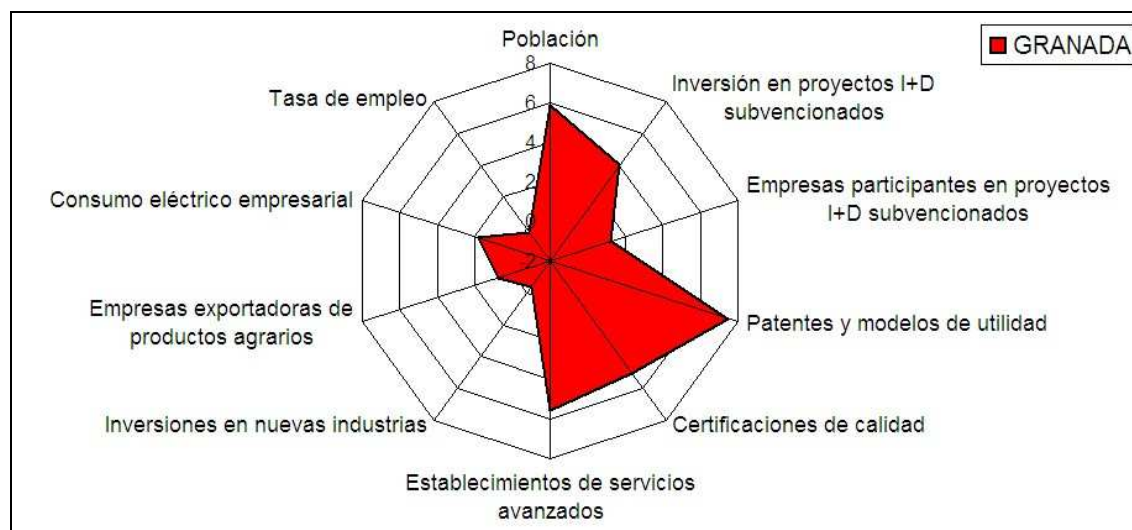 GRANADA
Población
Inversión en proyectos I+D
subvencionados
Empresas participantes en proyectos
I+D subvencionados
Patentes y modelos de utilidad
Certificaciones de calidad
Establecimientos de servicios
avanzados
Inversiones en nuevas industrias
Empresas exportadoras de
productos agrarios
Consumo eléctrico empresarial
Tasa de empleo
8
6
4
2
0
2